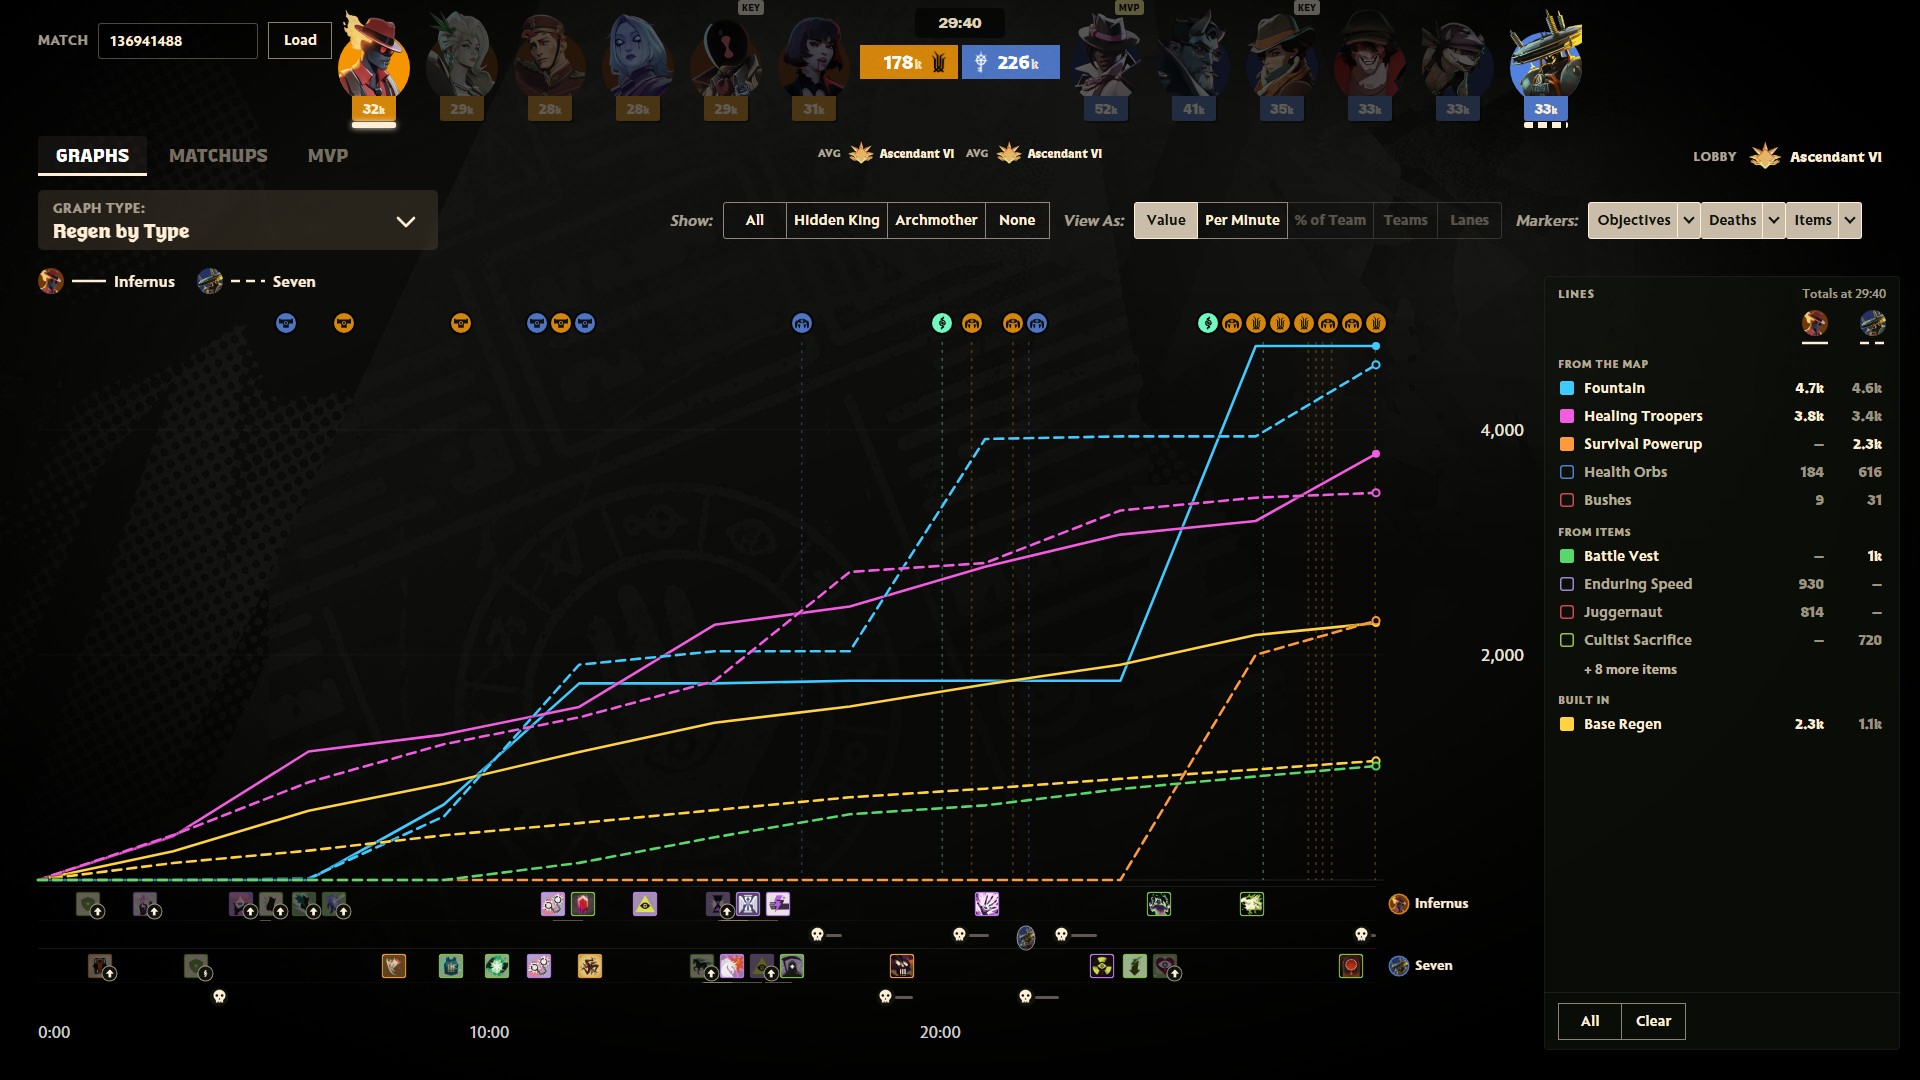 KEY
MVP
KEY
MATCH
136941488
Load
29:40
178k
226k
32k
29k
28k
28k
29k
31k
52k
41k
35k
33k
33k
33k
GRAPHS
MATCHUPS
MVP
AVG
Ascendant VI
AVG
Ascendant VI
LOBBY
Ascendant VI
GRAPH TYPE:
Regen by Type
Show:
All
Hidden King
Archmother
None
View As:
Value
Per Minute
% of Team
Teams
Lanes
Markers:
Objectives
Deaths
Items
Infernus
Seven
LINES
Totals at 29:40
FROM THE MAP
Fountain 4.7k 4.6k
Healing Troopers 3.8k 3.4k
Survival Powerup – 2.3k
Health Orbs 184 616
Bushes 9 31
FROM ITEMS
Battle Vest – 1k
Enduring Speed 930 –
Juggernaut 814 –
Cultist Sacrifice – 720
+ 8 more items
BUILT IN
Base Regen 2.3k 1.1k
4,000
2,000
Infernus
Seven
0:00
10:00
20:00
All
Clear